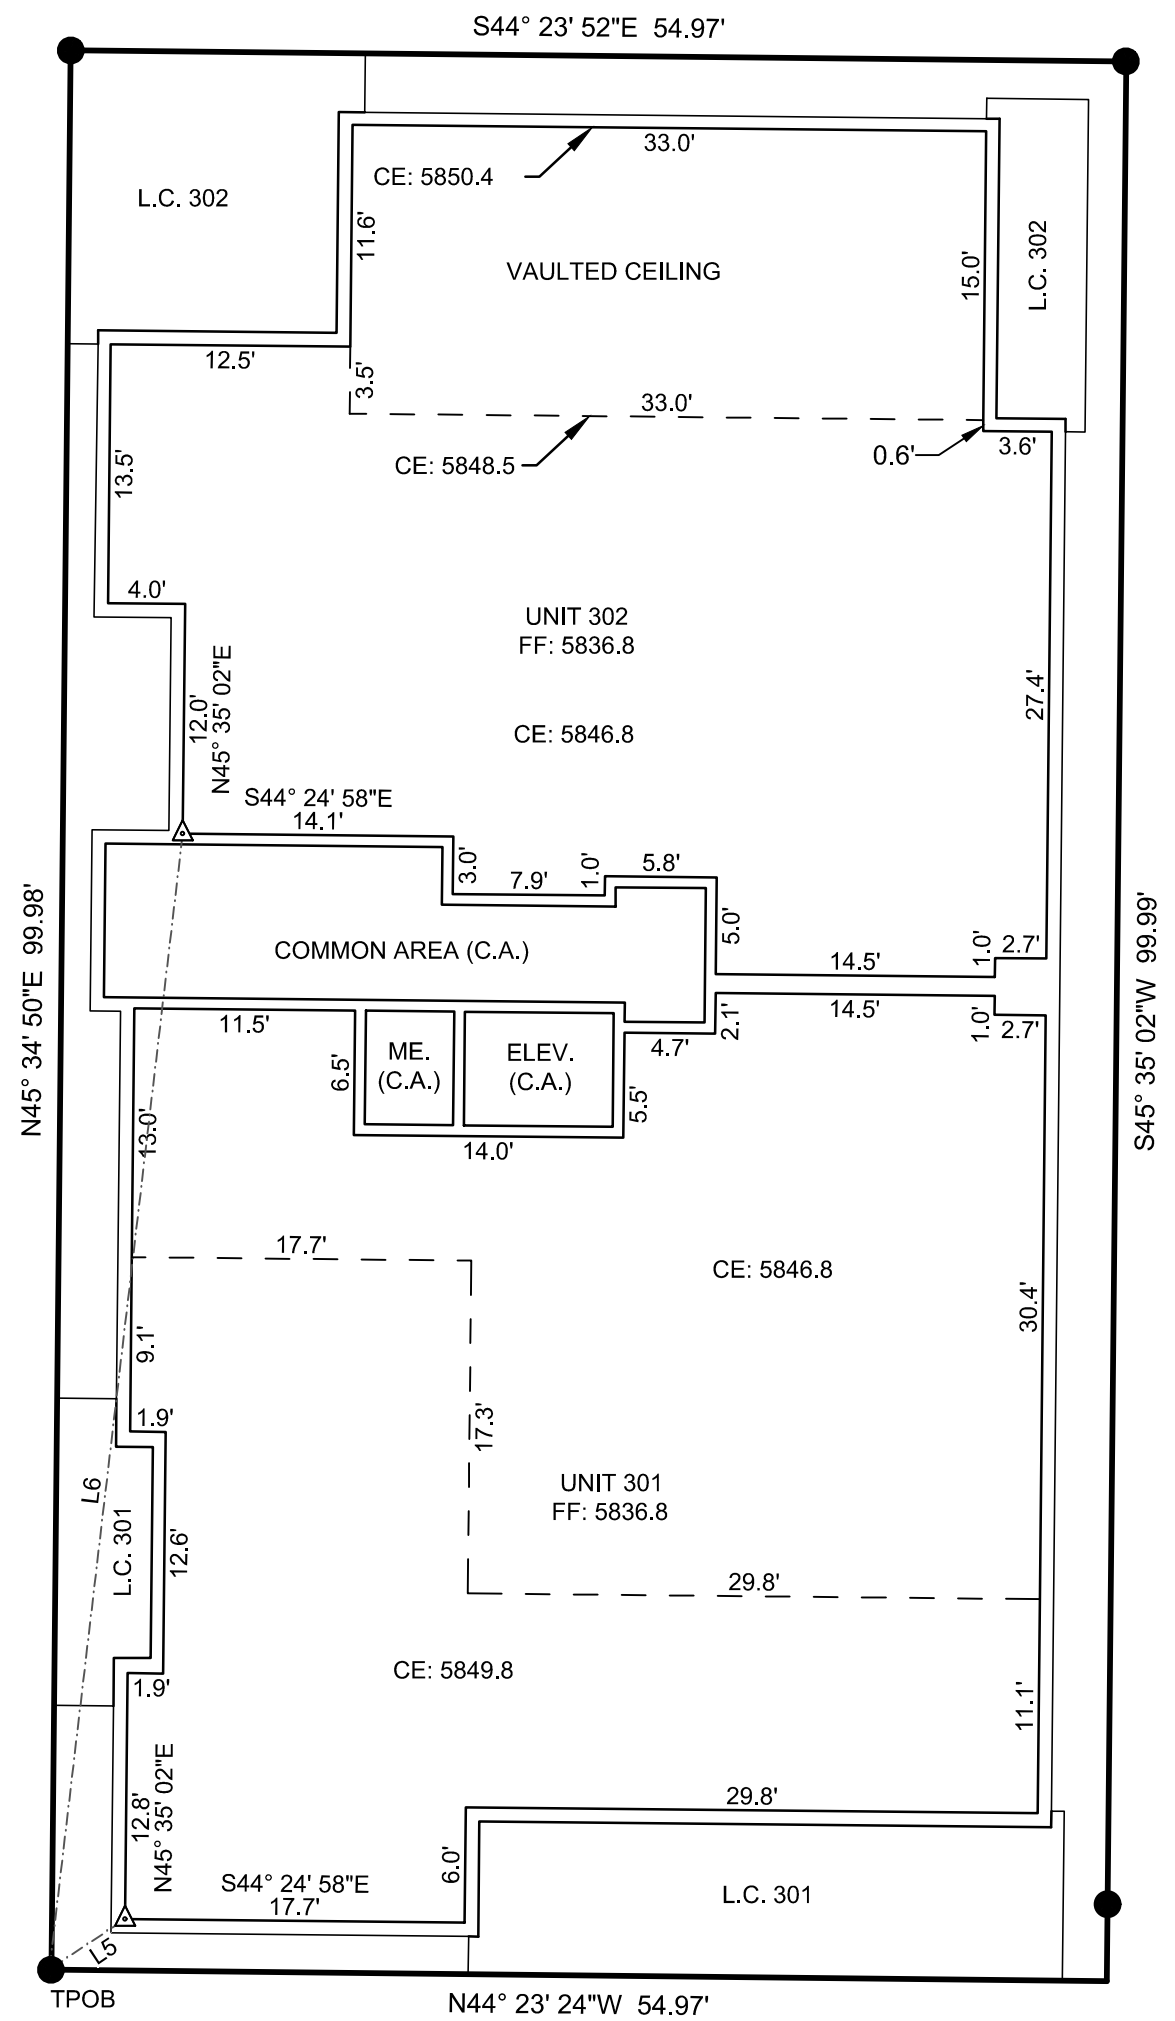 S44° 23' 52"E 54.97'
33.0'
CE: 5850.4
L.C. 302
11.6'
VAULTED CEILING
15.0'
L.C. 302
12.5'
3.5'
33.0'
CE: 5848.5
0.6'
3.6'
13.5'
4.0'
UNIT 302
FF: 5836.8
12.0'
N45° 35' 02"E
27.4'
CE: 5846.8
S44° 24' 58"E
14.1'
3.0'
7.9'
1.0'
5.8'
N45° 34' 50"E 99.98'
S45° 35' 02"W 99.99'
COMMON AREA (C.A.)
5.0'
14.5'
1.0'
2.7'
11.5'
14.5'
2.1'
1.0'
2.7'
4.7'
6.5'
ME.
(C.A.)
ELEV.
(C.A.)
5.5'
13.0'
14.0'
17.7'
CE: 5846.8
30.4'
9.1'
1.9'
17.3'
L6
UNIT 301
FF: 5836.8
L.C. 301
12.6'
29.8'
CE: 5849.8
1.9'
11.1'
12.8'
N45° 35' 02"E
29.8'
6.0'
S44° 24' 58"E
17.7'
L.C. 301
L5
TPOB
N44° 23' 24"W 54.97'